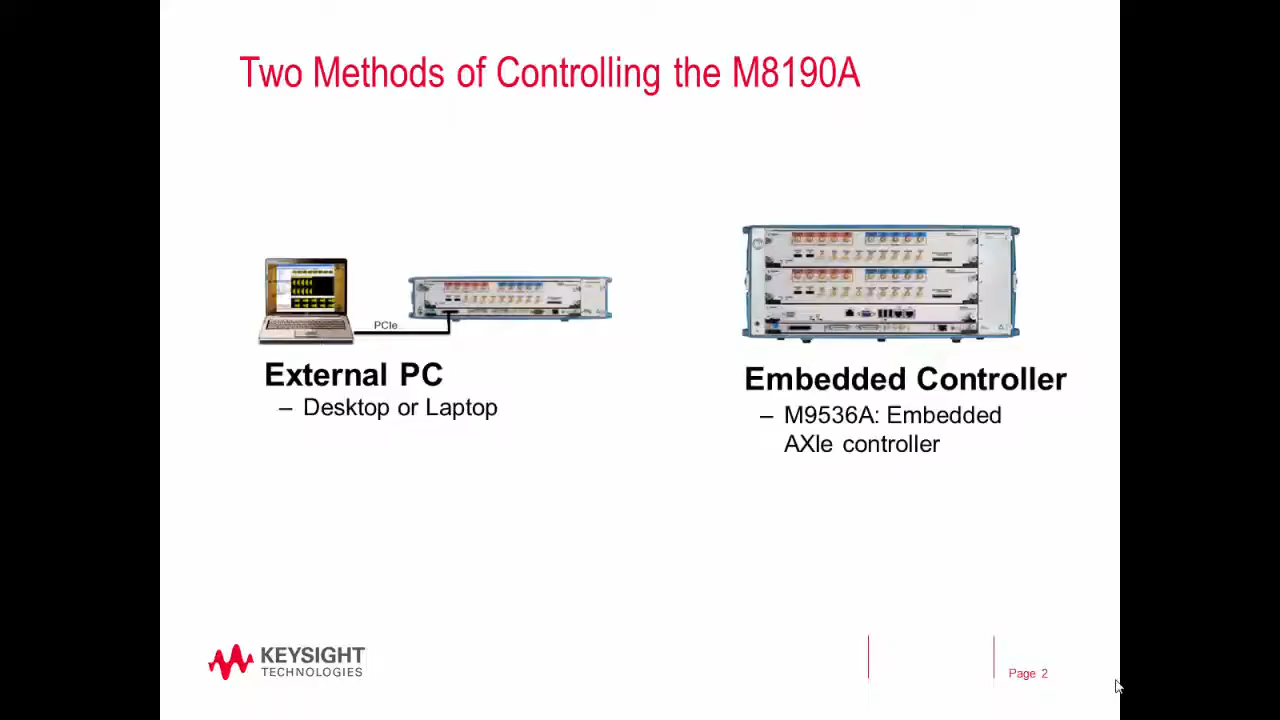 Two Methods of Controlling the M8190A
PCIe
External PC
– Desktop or Laptop
Embedded Controller
– M9536A: Embedded
AXIe controller
KEYSIGHT
TECHNOLOGIES
Page 2